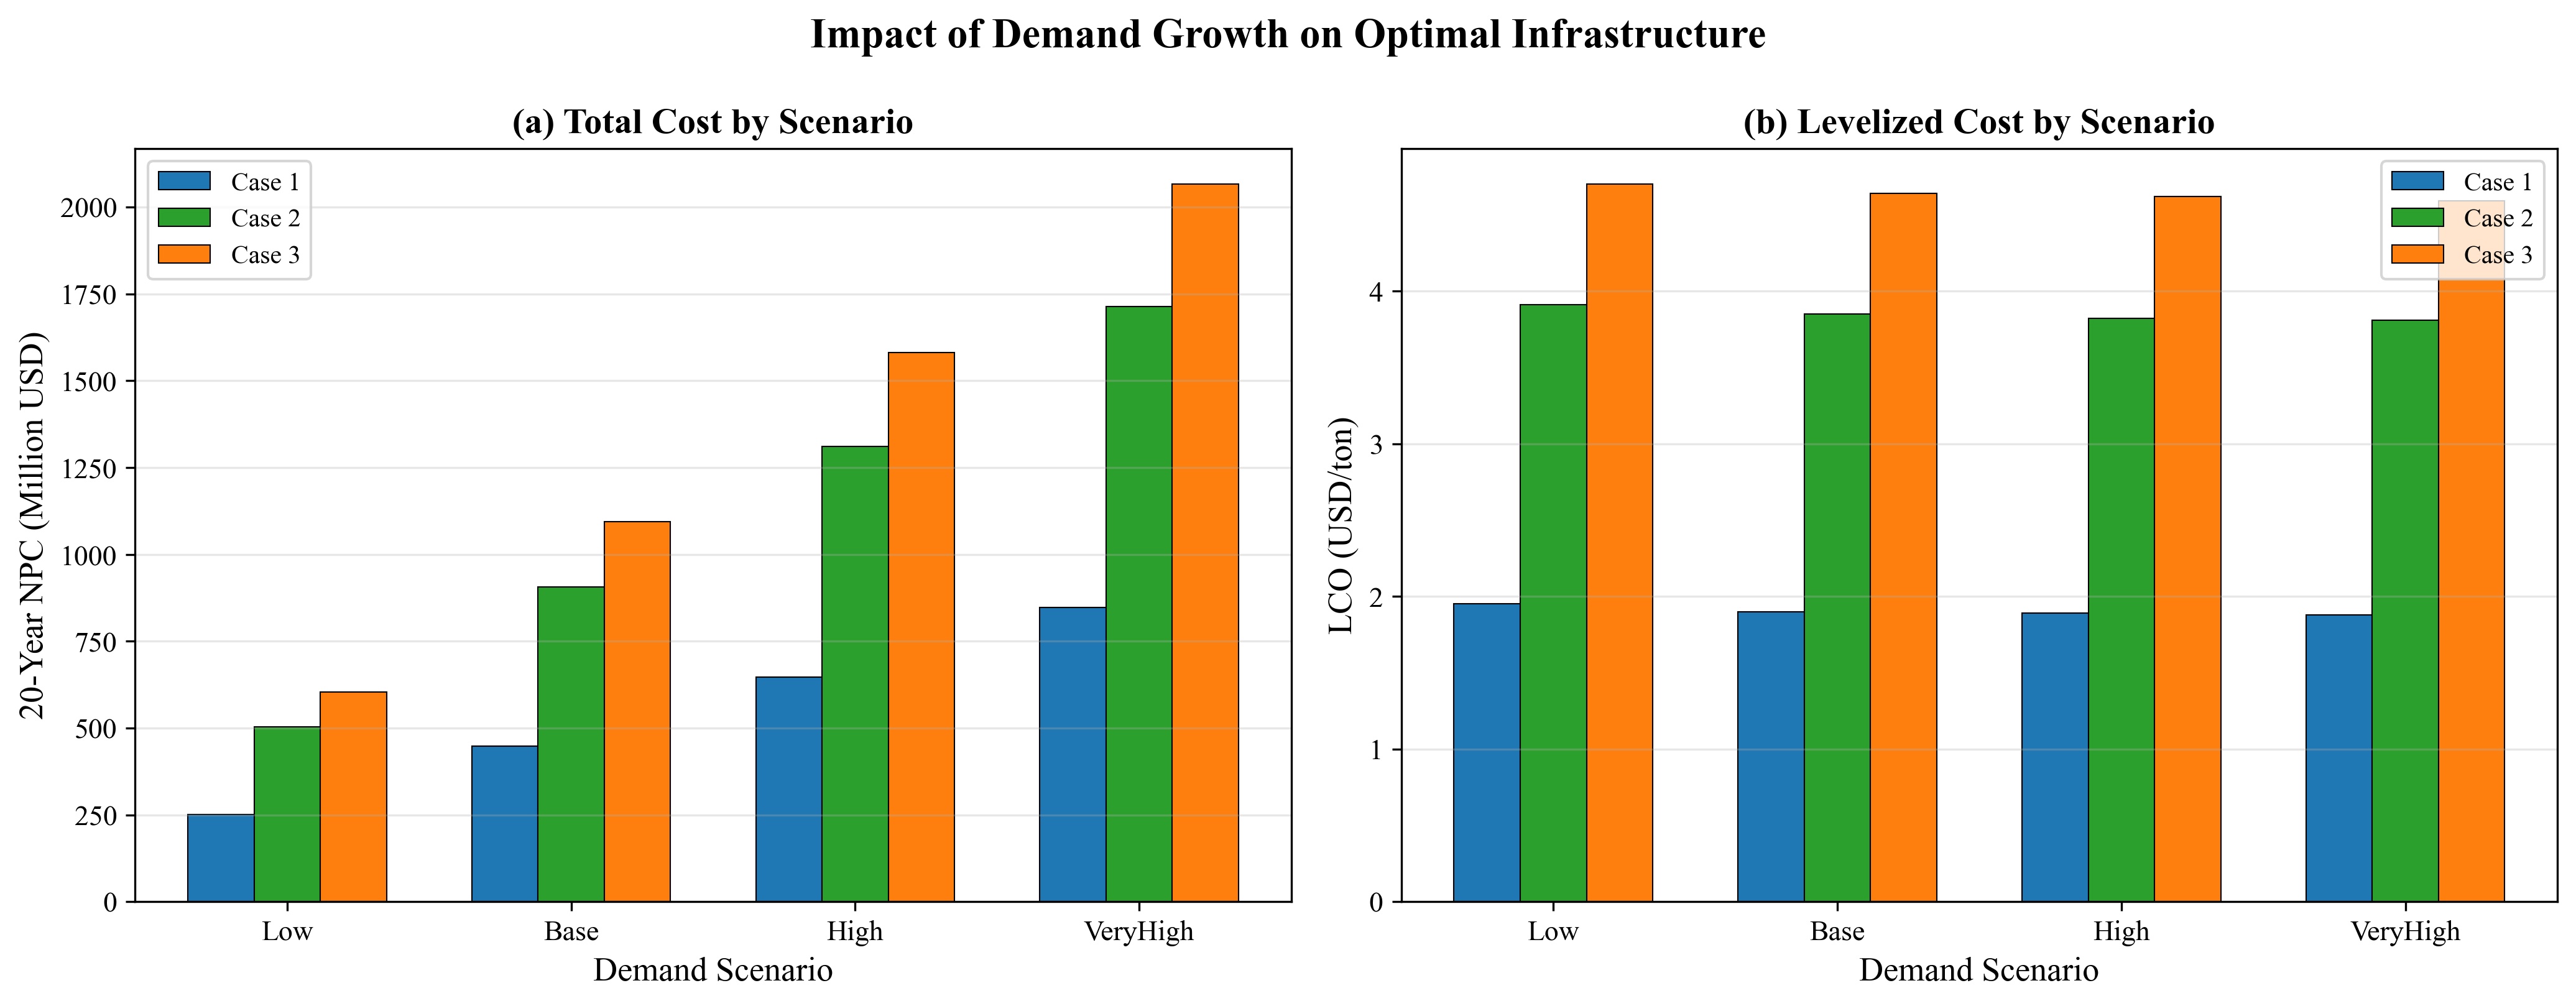 Impact of Demand Growth on Optimal Infrastructure
(a) Total Cost by Scenario
Case 1
Case 2
Case 3
20-Year NPC (Million USD)
2000
1750
1500
1250
1000
750
500
250
0
Low
Base
High
VeryHigh
Demand Scenario
(b) Levelized Cost by Scenario
Case 1
Case 2
Case 3
LCO (USD/ton)
4
3
2
1
0
Low
Base
High
VeryHigh
Demand Scenario